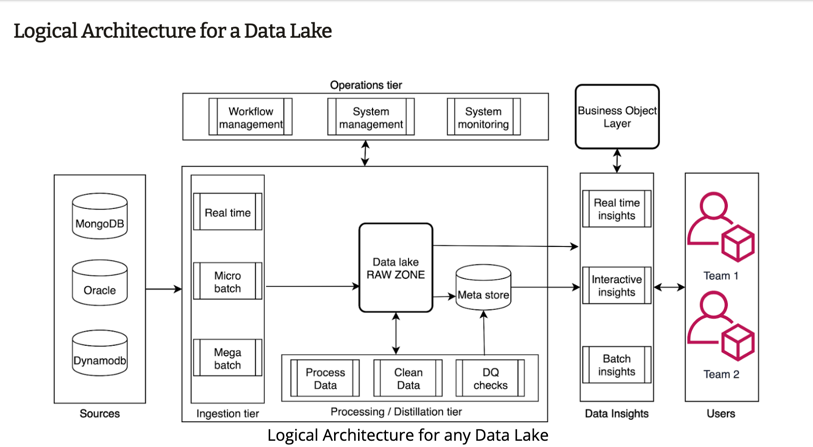 Logical Architecture for a Data Lake
Operations tier
Workflow
management
System
management
System
monitoring
Business Object
Layer
MongoDB
Oracle
Dynamodb
Sources
Real time
Micro
batch
Mega
batch
Ingestion tier
Data lake
RAW ZONE
Meta store
Process
Data
Clean
Data
DQ
checks
Processing / Distillation tier
Real time
insights
Interactive
insights
Batch
insights
Data Insights
Team 1
Team 2
Users
Logical Architecture for any Data Lake